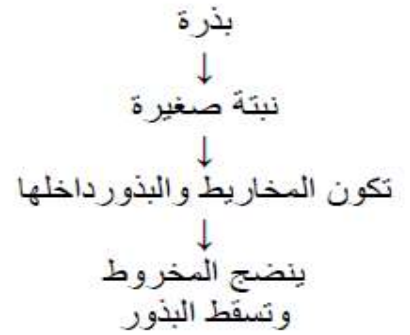 بذرة
↓
نبتة صغيرة
↓
تكون المخاريط والبذورداخلها
↓
ينضج المخروط
وتسقط البذور